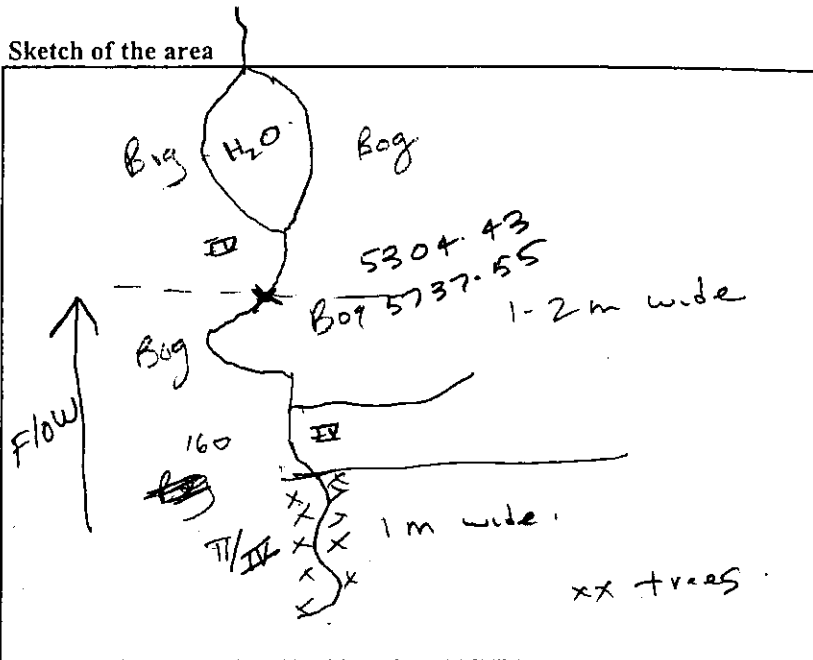 Sketch of the area
Bog H₂O Bog
IV
5304.43
Bog 5737.55
1-2m wide
Bog
Flow
IV
160
II/IV
1 m wide.
xx trees.